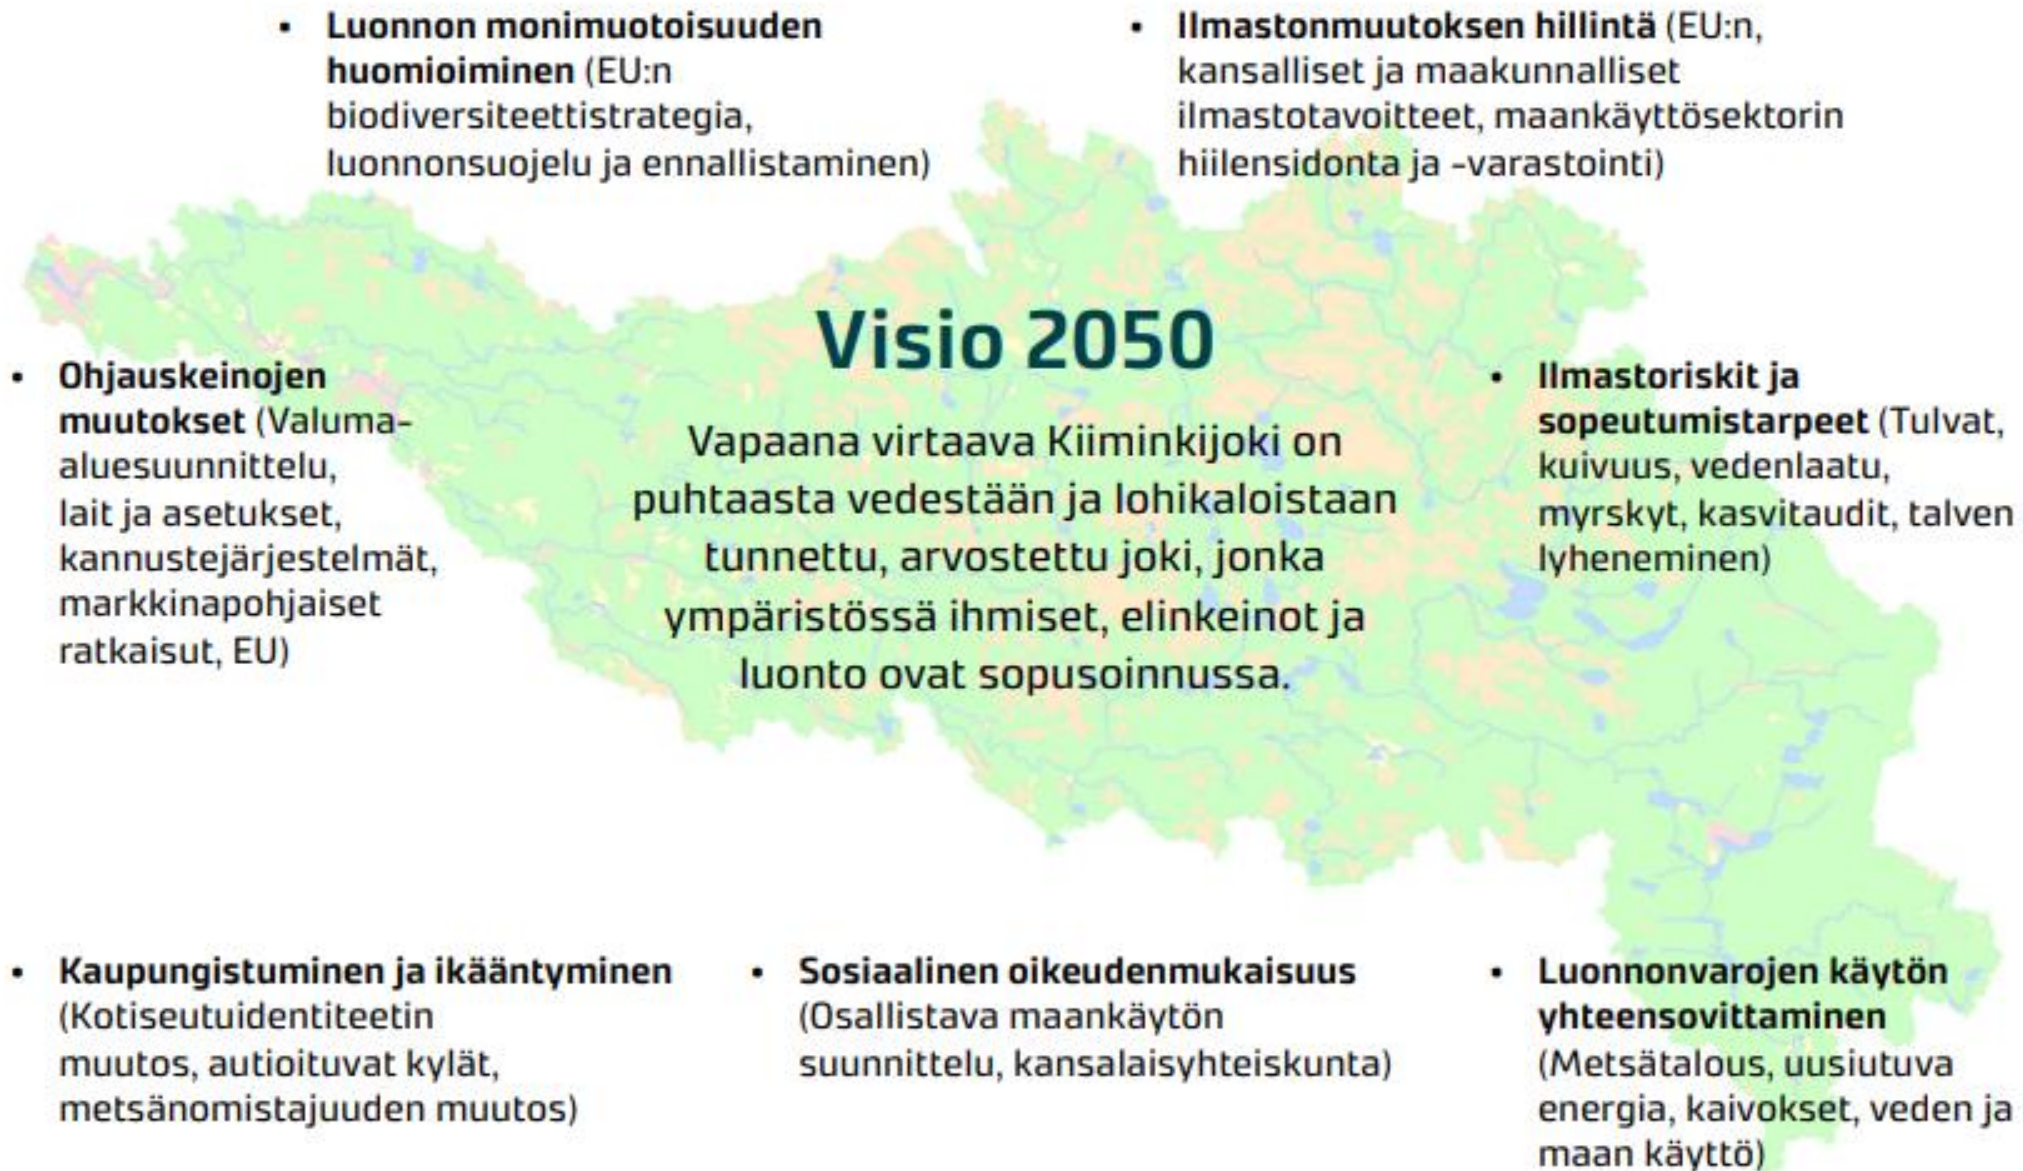 • Luonnon monimuotoisuuden
huomioiminen (EU:n
biodiversiteettistrategia,
luonnonsuojelu ja ennallistaminen)
• Ilmastonmuutoksen hillintä (EU:n,
kansalliset ja maakunnalliset
ilmastotavoitteet, maankäyttösektorin
hiilensidonta ja -varastointi)
Visio 2050
Vapaana virtaava Kiiminkijoki on
puhtaasta vedestään ja lohikaloistaan
tunnettu, arvostettu joki, jonka
ympäristössä ihmiset, elinkeinot ja
luonto ovat sopusoinnussa.
• Ohjauskeinojen
muutokset (Valuma-
aluesuunnittelu,
lait ja asetukset,
kannustejärjestelmät,
markkinapohjaiset
ratkaisut, EU)
• Ilmastoriskit ja
sopeutumistarpeet (Tulvat,
kuivuus, vedenlaatu,
myrskyt, kasvitaudit, talven
lyheneminen)
• Kaupungistuminen ja ikääntyminen
(Kotiseutuidentiteetin
muutos, autioituvat kylät,
metsänomistajuuden muutos)
• Sosiaalinen oikeudenmukaisuus
(Osallistava maankäytön
suunnittelu, kansalaisyhteiskunta)
• Luonnonvarojen käytön
yhteensovittaminen
(Metsätalous, uusiutuva
energia, kaivokset, veden ja
maan käyttö)